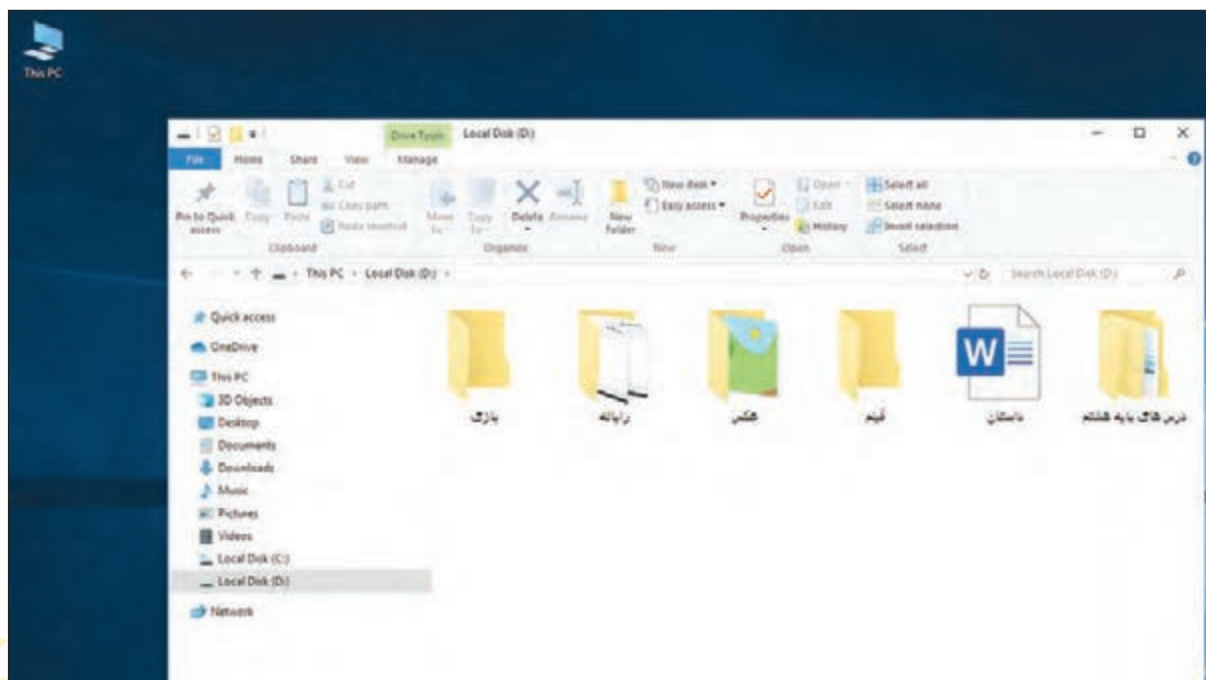 This PC
Drive Tools Local Disk (D:)
File Home Share View Manage
Pin to Quick access
Copy
Paste
Cut
Copy path
Paste shortcut
Move to
Copy to
Delete
Rename
New folder
New item
Easy access
Properties
Open
Edit
History
Select all
Select none
Invert selection
Clipboard Organize New Open Select
This PC Local Disk (D:)
Search Local Disk (D:)
Quick access
OneDrive
This PC
3D Objects
Desktop
Documents
Downloads
Music
Pictures
Videos
Local Disk (C:)
Local Disk (D:)
Network
W
درس های پایه هشتم
داستان
فیلم
عکس
رایانه
بازی